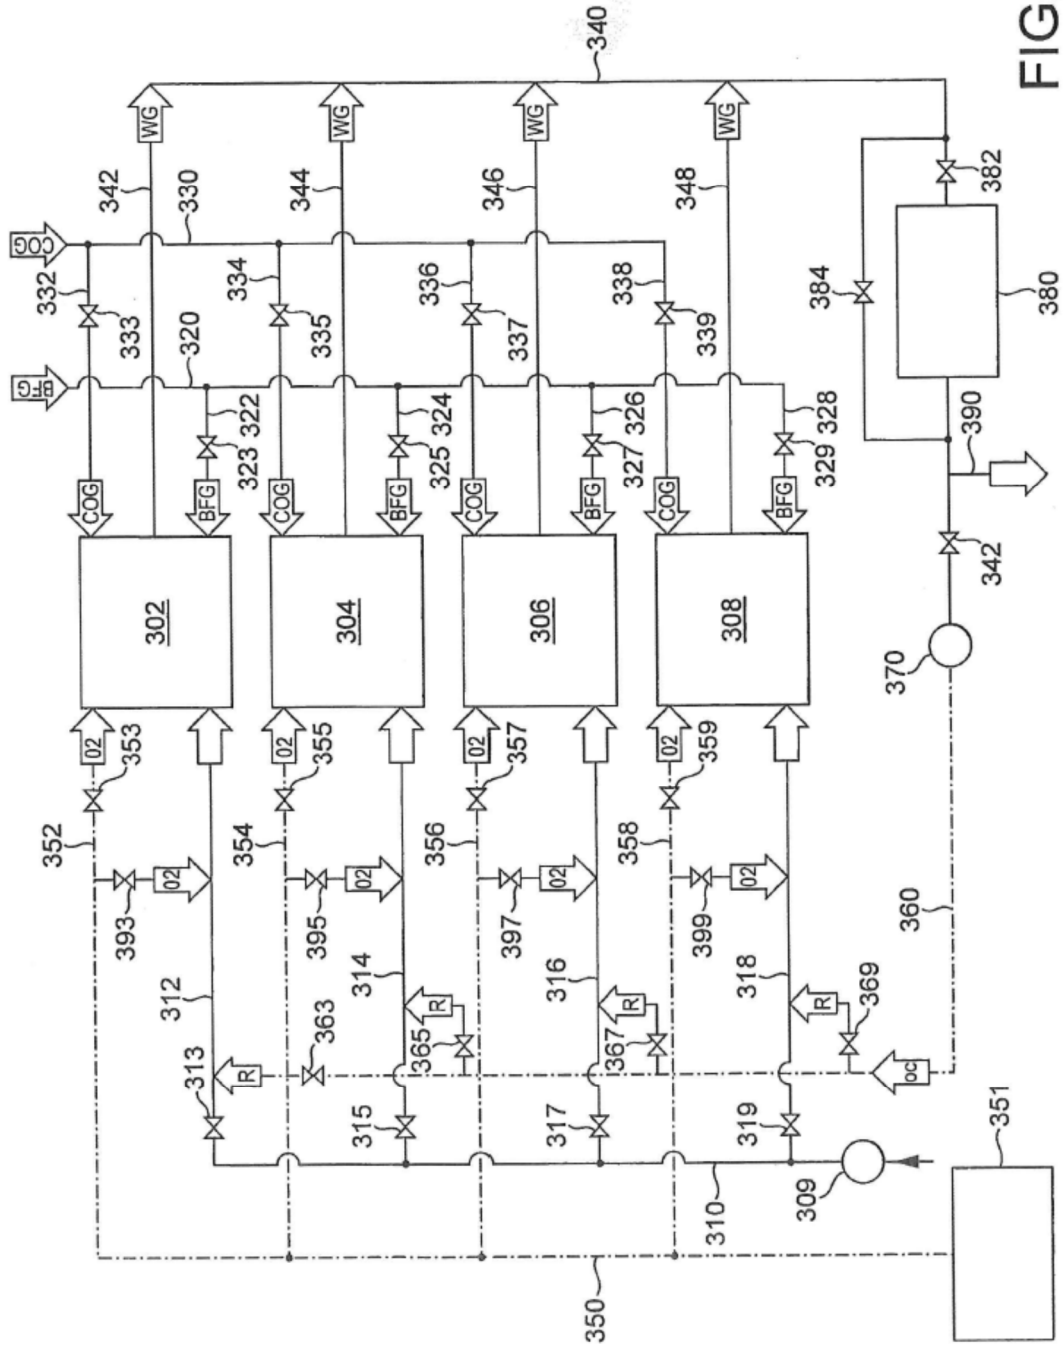 BFG COG
352 332
O2 COG
342
393 353 333
302 WG
312 O2
313 320 330
BFG
R 354 323 322 334
O2 COG
344
363 395 355 335
304 WG
315 314 O2
BFG
365 R 356 325 324 336
O2 COG
346
397 357 337
306 WG
317 316 O2
350 BFG 340
367 R 358 327 326 338
O2 COG
348
399 359 339
310 308 WG
319 318 O2
BFG
309 R 329 328
384
369
370
oc
360
390
351 342 382
380
FIG